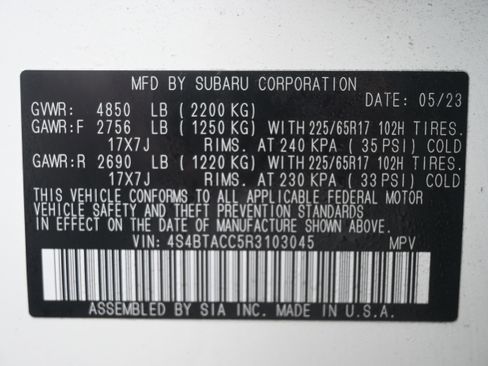 MFD BY SUBARU CORPORATION
DATE: 05/23
GVWR: 4850 LB (2200 KG)
GAWR:F 2756 LB (1250 KG) WITH 225/65R17 102H TIRES.
17X7J RIMS. AT 240 KPA (35 PSI) COLD
GAWR:R 2690 LB (1220 KG) WITH 225/65R17 102H TIRES.
17X7J RIMS. AT 230 KPA (33 PSI) COLD
THIS VEHICLE CONFORMS TO ALL APPLICABLE FEDERAL MOTOR
VEHICLE SAFETY AND THEFT PREVENTION STANDARDS
IN EFFECT ON THE DATE OF MANUFACTURE SHOWN ABOVE.
VIN: 4S4BTACC5R3103045 MPV
ASSEMBLED BY SIA INC. MADE IN U.S.A.